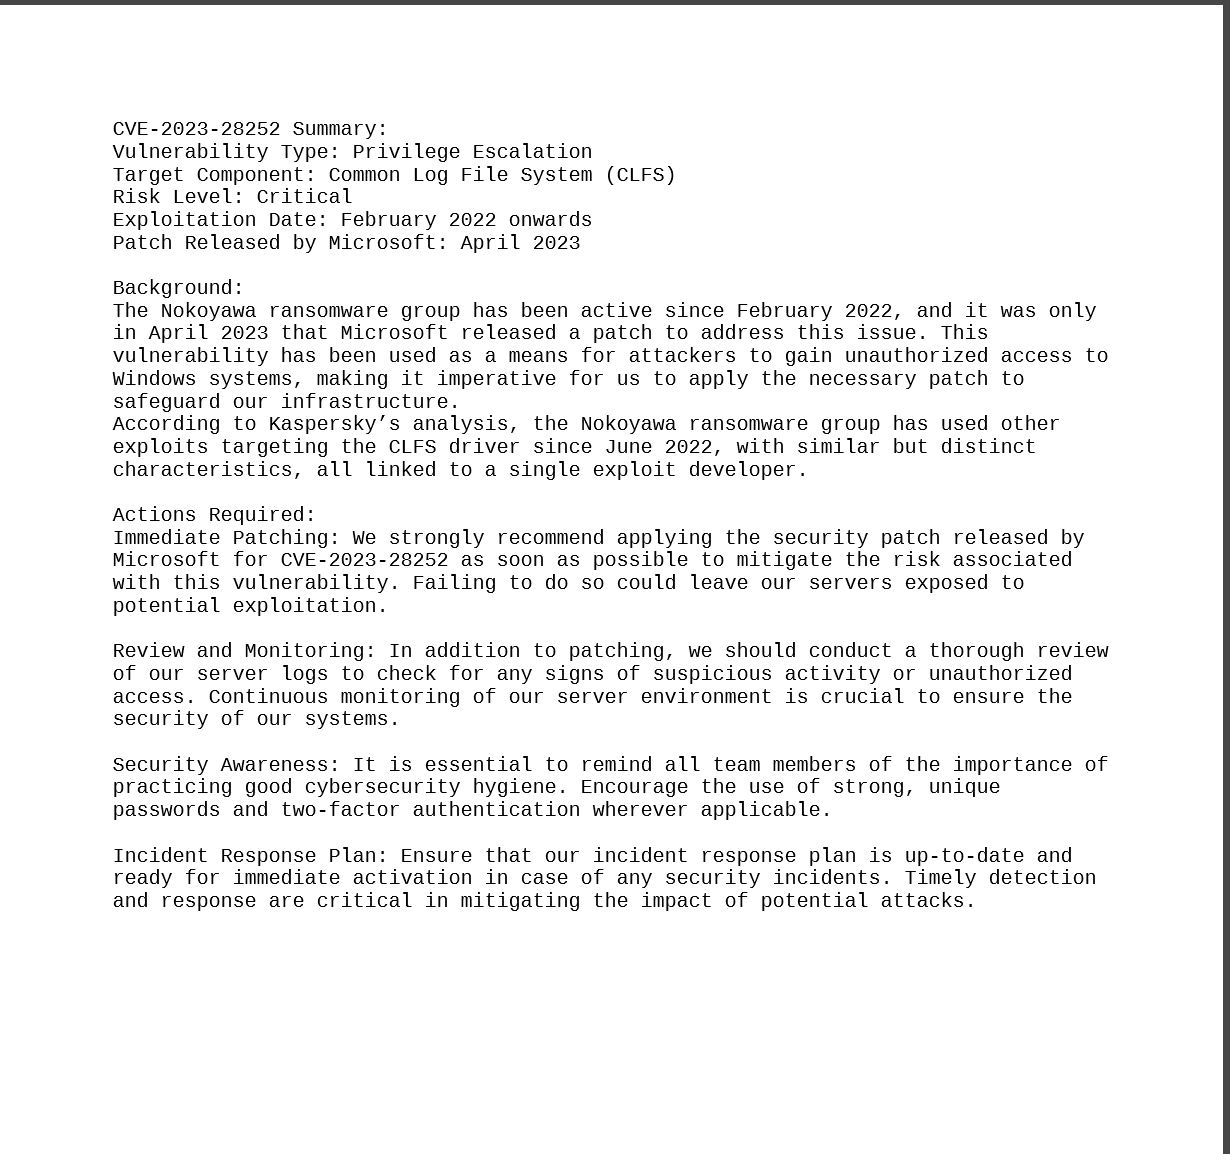 CVE-2023-28252 Summary:
Vulnerability Type: Privilege Escalation
Target Component: Common Log File System (CLFS)
Risk Level: Critical
Exploitation Date: February 2022 onwards
Patch Released by Microsoft: April 2023
Background:
The Nokoyawa ransomware group has been active since February 2022, and it was only
in April 2023 that Microsoft released a patch to address this issue. This
vulnerability has been used as a means for attackers to gain unauthorized access to
Windows systems, making it imperative for us to apply the necessary patch to
safeguard our infrastructure.
According to Kaspersky’s analysis, the Nokoyawa ransomware group has used other
exploits targeting the CLFS driver since June 2022, with similar but distinct
characteristics, all linked to a single exploit developer.
Actions Required:
Immediate Patching: We strongly recommend applying the security patch released by
Microsoft for CVE-2023-28252 as soon as possible to mitigate the risk associated
with this vulnerability. Failing to do so could leave our servers exposed to
potential exploitation.
Review and Monitoring: In addition to patching, we should conduct a thorough review
of our server logs to check for any signs of suspicious activity or unauthorized
access. Continuous monitoring of our server environment is crucial to ensure the
security of our systems.
Security Awareness: It is essential to remind all team members of the importance of
practicing good cybersecurity hygiene. Encourage the use of strong, unique
passwords and two-factor authentication wherever applicable.
Incident Response Plan: Ensure that our incident response plan is up-to-date and
ready for immediate activation in case of any security incidents. Timely detection
and response are critical in mitigating the impact of potential attacks.